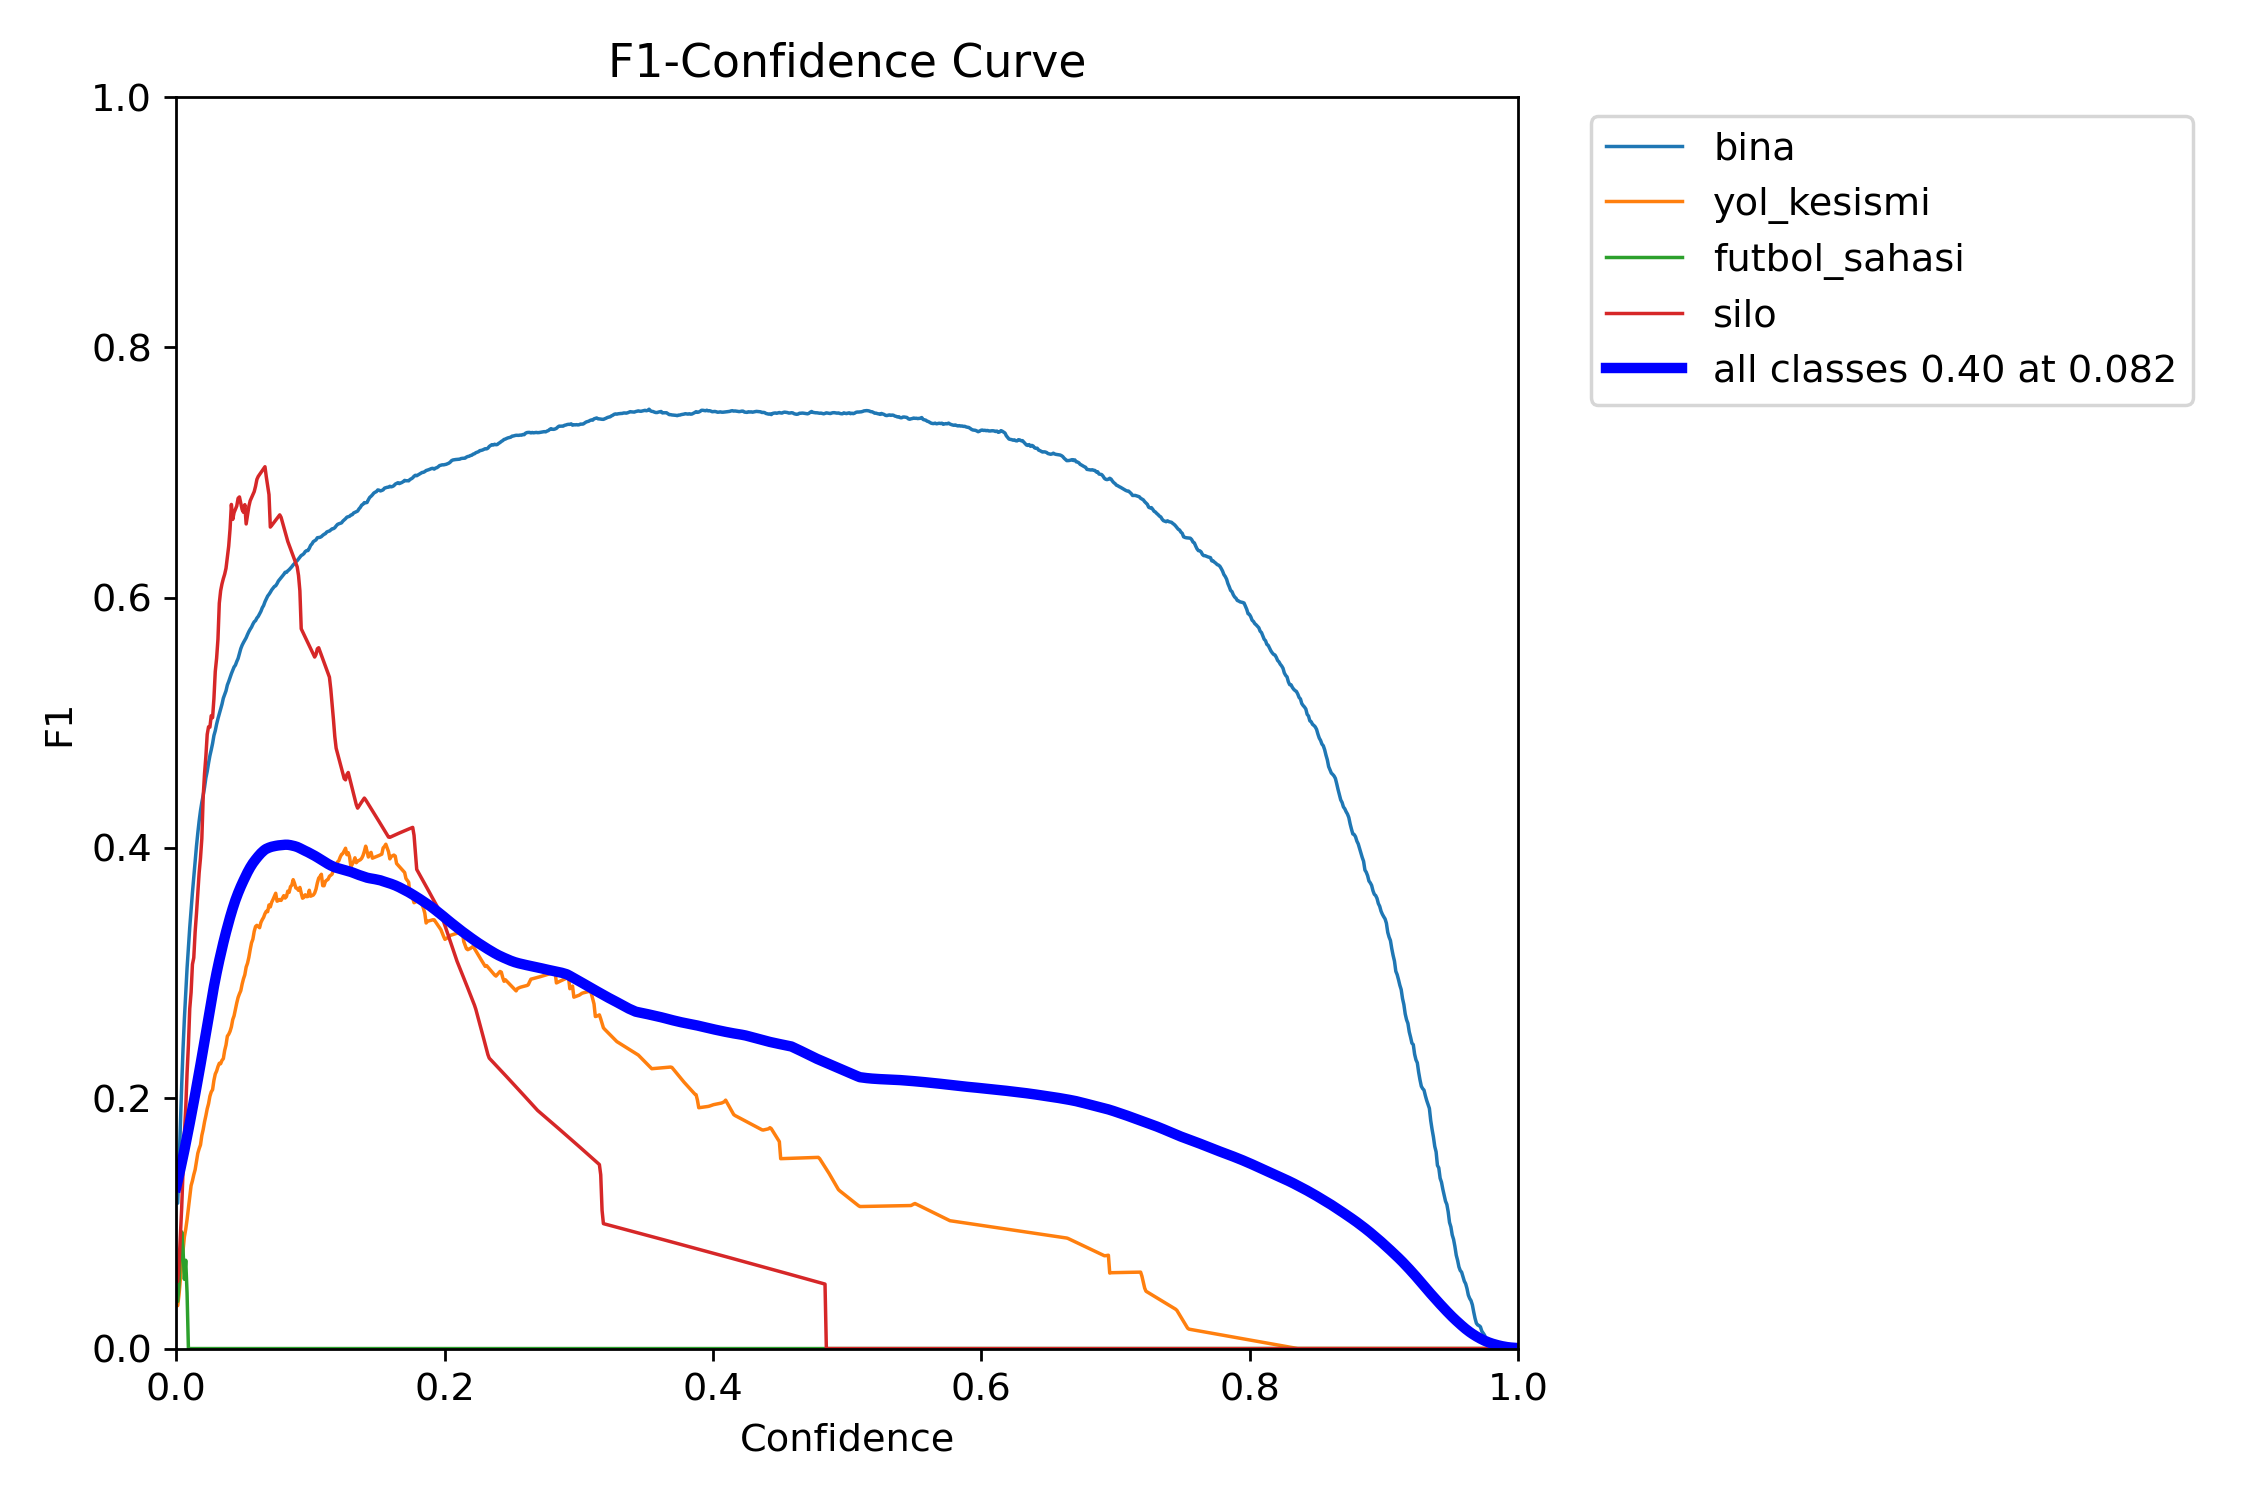 F1-Confidence Curve
1.0
0.8
0.6
0.4
0.2
0.0
F1
0.0 0.2 0.4 0.6 0.8 1.0
Confidence
bina
yol_kesismi
futbol_sahasi
silo
all classes 0.40 at 0.082